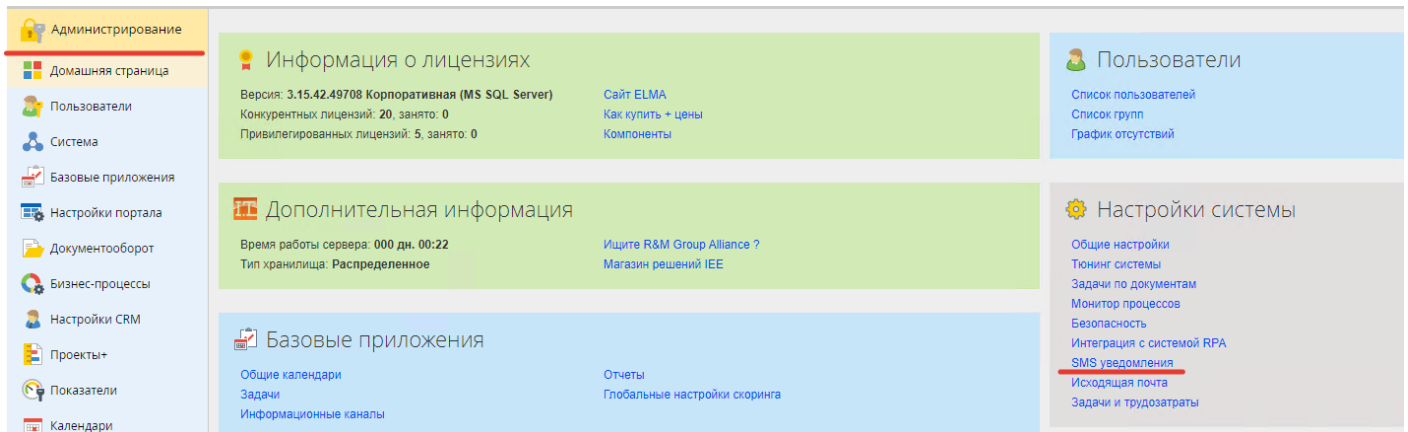 Администрирование
Домашняя страница
Пользователи
Система
Базовые приложения
Настройки портала
Документооборот
Бизнес-процессы
Настройки CRM
Проекты+
Показатели
Календари
Информация о лицензиях
Версия: 3.15.42.49708 Корпоративная (MS SQL Server)
Сайт ELMA
Конкурентных лицензий: 20, занято: 0
Как купить + цены
Привилегированных лицензий: 5, занято: 0
Компоненты
Дополнительная информация
Время работы сервера: 000 дн. 00:22
Ищите R&M Group Alliance ?
Тип хранилища: Распределенное
Магазин решений IEE
Базовые приложения
Общие календари
Отчеты
Задачи
Глобальные настройки скоринга
Информационные каналы
Пользователи
Список пользователей
Список групп
График отсутствий
Настройки системы
Общие настройки
Тюнинг системы
Задачи по документам
Монитор процессов
Безопасность
Интеграция с системой RPA
SMS уведомления
Исходящая почта
Задачи и трудозатраты